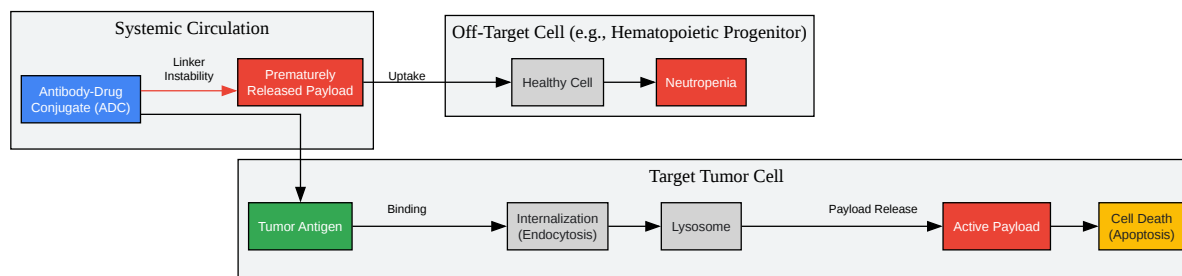 Systemic Circulation
Antibody-Drug
Conjugate (ADC)
Linker
Instability
Prematurely
Released Payload
Uptake
Off-Target Cell (e.g., Hematopoietic Progenitor)
Healthy Cell
Neutropenia
Target Tumor Cell
Tumor Antigen
Binding
Internalization
(Endocytosis)
Lysosome
Payload Release
Active Payload
Cell Death
(Apoptosis)